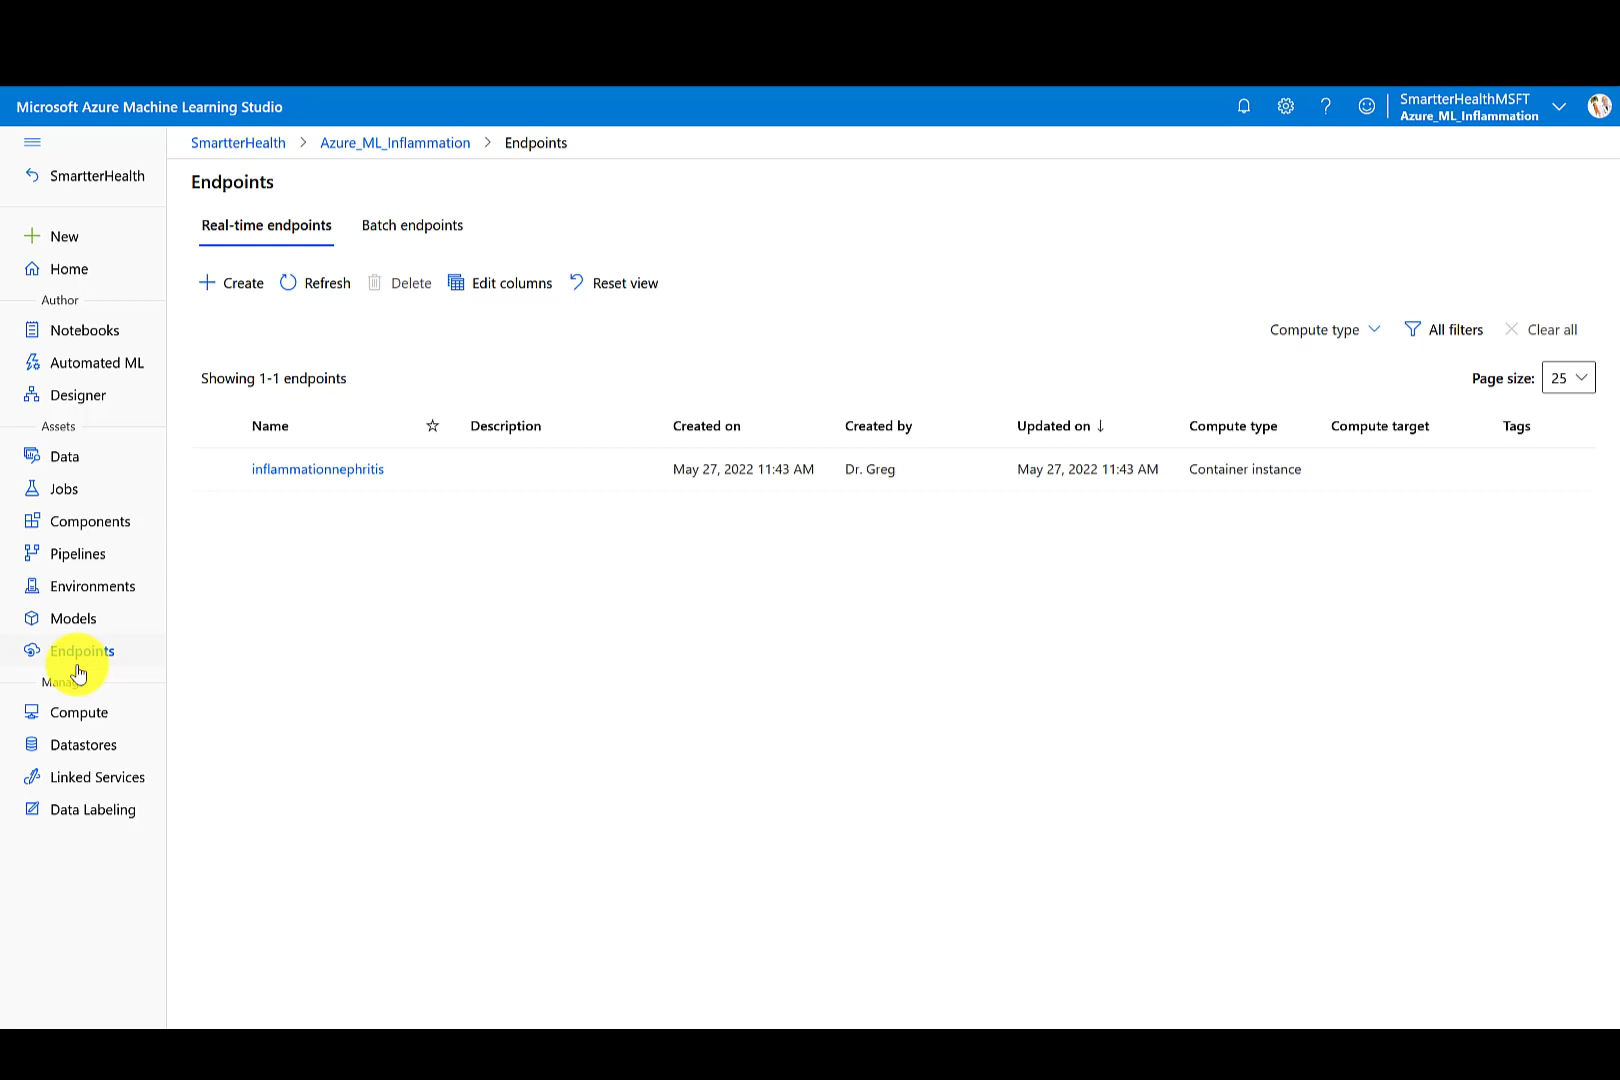 Microsoft Azure Machine Learning Studio
SmartterHealthMSFT
Azure_ML_Inflammation
SmartterHealth
New
Home
Author
Notebooks
Automated ML
Designer
Assets
Data
Jobs
Components
Pipelines
Environments
Models
Endpoints
Manage
Compute
Datastores
Linked Services
Data Labeling
SmartterHealth > Azure_ML_Inflammation > Endpoints
Endpoints
Real-time endpoints Batch endpoints
Create Refresh Delete Edit columns Reset view
Compute type All filters Clear all
Showing 1-1 endpoints
Page size: 25
Name Description Created on Created by Updated on ↓ Compute type Compute target Tags
inflammationnephritis May 27, 2022 11:43 AM Dr. Greg May 27, 2022 11:43 AM Container instance